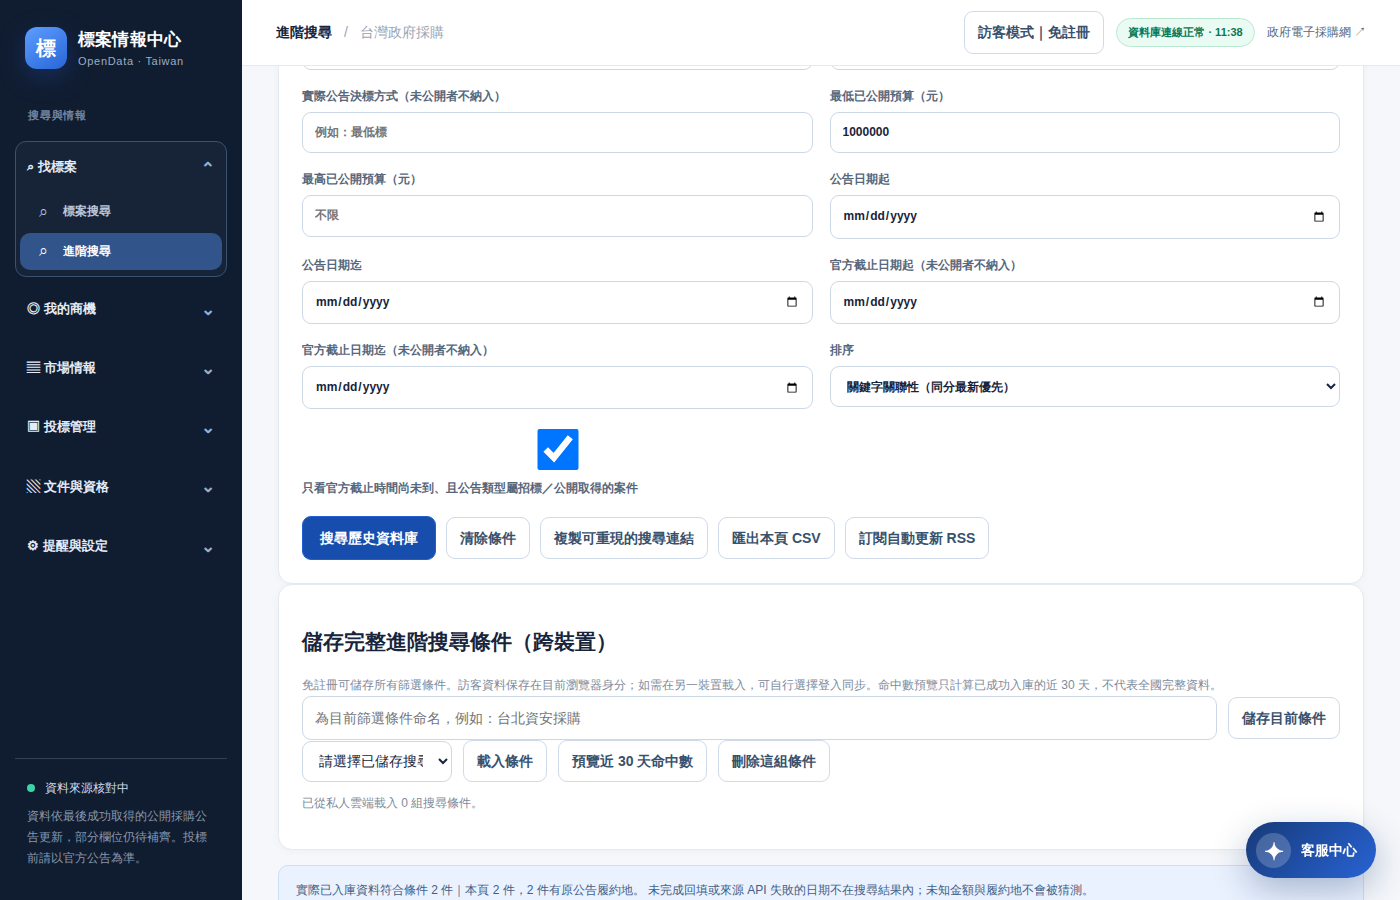 標
標案情報中心
OpenData · Taiwan
搜尋與情報
⌕ 找標案
⌕ 標案搜尋
⌕ 進階搜尋
◎ 我的商機
▤ 市場情報
▣ 投標管理
▧ 文件與資格
⚙ 提醒與設定
資料來源核對中
資料依最後成功取得的公開採購公
告更新，部分欄位仍待補齊。投標
前請以官方公告為準。
進階搜尋 / 台灣政府採購
訪客模式｜免註冊
資料庫連線正常 · 11:38
政府電子採購網 ↗
實際公告決標方式（未公開者不納入）
最低已公開預算（元）
例如：最低標
1000000
最高已公開預算（元）
公告日期起
不限
mm/dd/yyyy
公告日期迄
官方截止日期起（未公開者不納入）
mm/dd/yyyy
mm/dd/yyyy
官方截止日期迄（未公開者不納入）
排序
mm/dd/yyyy
關鍵字關聯性（同分最新優先）
只看官方截止時間尚未到、且公告類型屬招標／公開取得的案件
搜尋歷史資料庫
清除條件
複製可重現的搜尋連結
匯出本頁 CSV
訂閱自動更新 RSS
儲存完整進階搜尋條件（跨裝置）
免註冊可儲存所有篩選條件。訪客資料保存在目前瀏覽器身分；如需在另一裝置載入，可自行選擇登入同步。命中數預覽只計算已成功入庫的近 30 天，不代表全國完整資料。
為目前篩選條件命名，例如：台北資安採購
儲存目前條件
請選擇已儲存搜
載入條件
預覽近 30 天命中數
刪除這組條件
已從私人雲端載入 0 組搜尋條件。
客服中心
實際已入庫資料符合條件 2 件｜本頁 2 件，2 件有原公告履約地。 未完成回填或來源 API 失敗的日期不在搜尋結果內；未知金額與履約地不會被猜測。